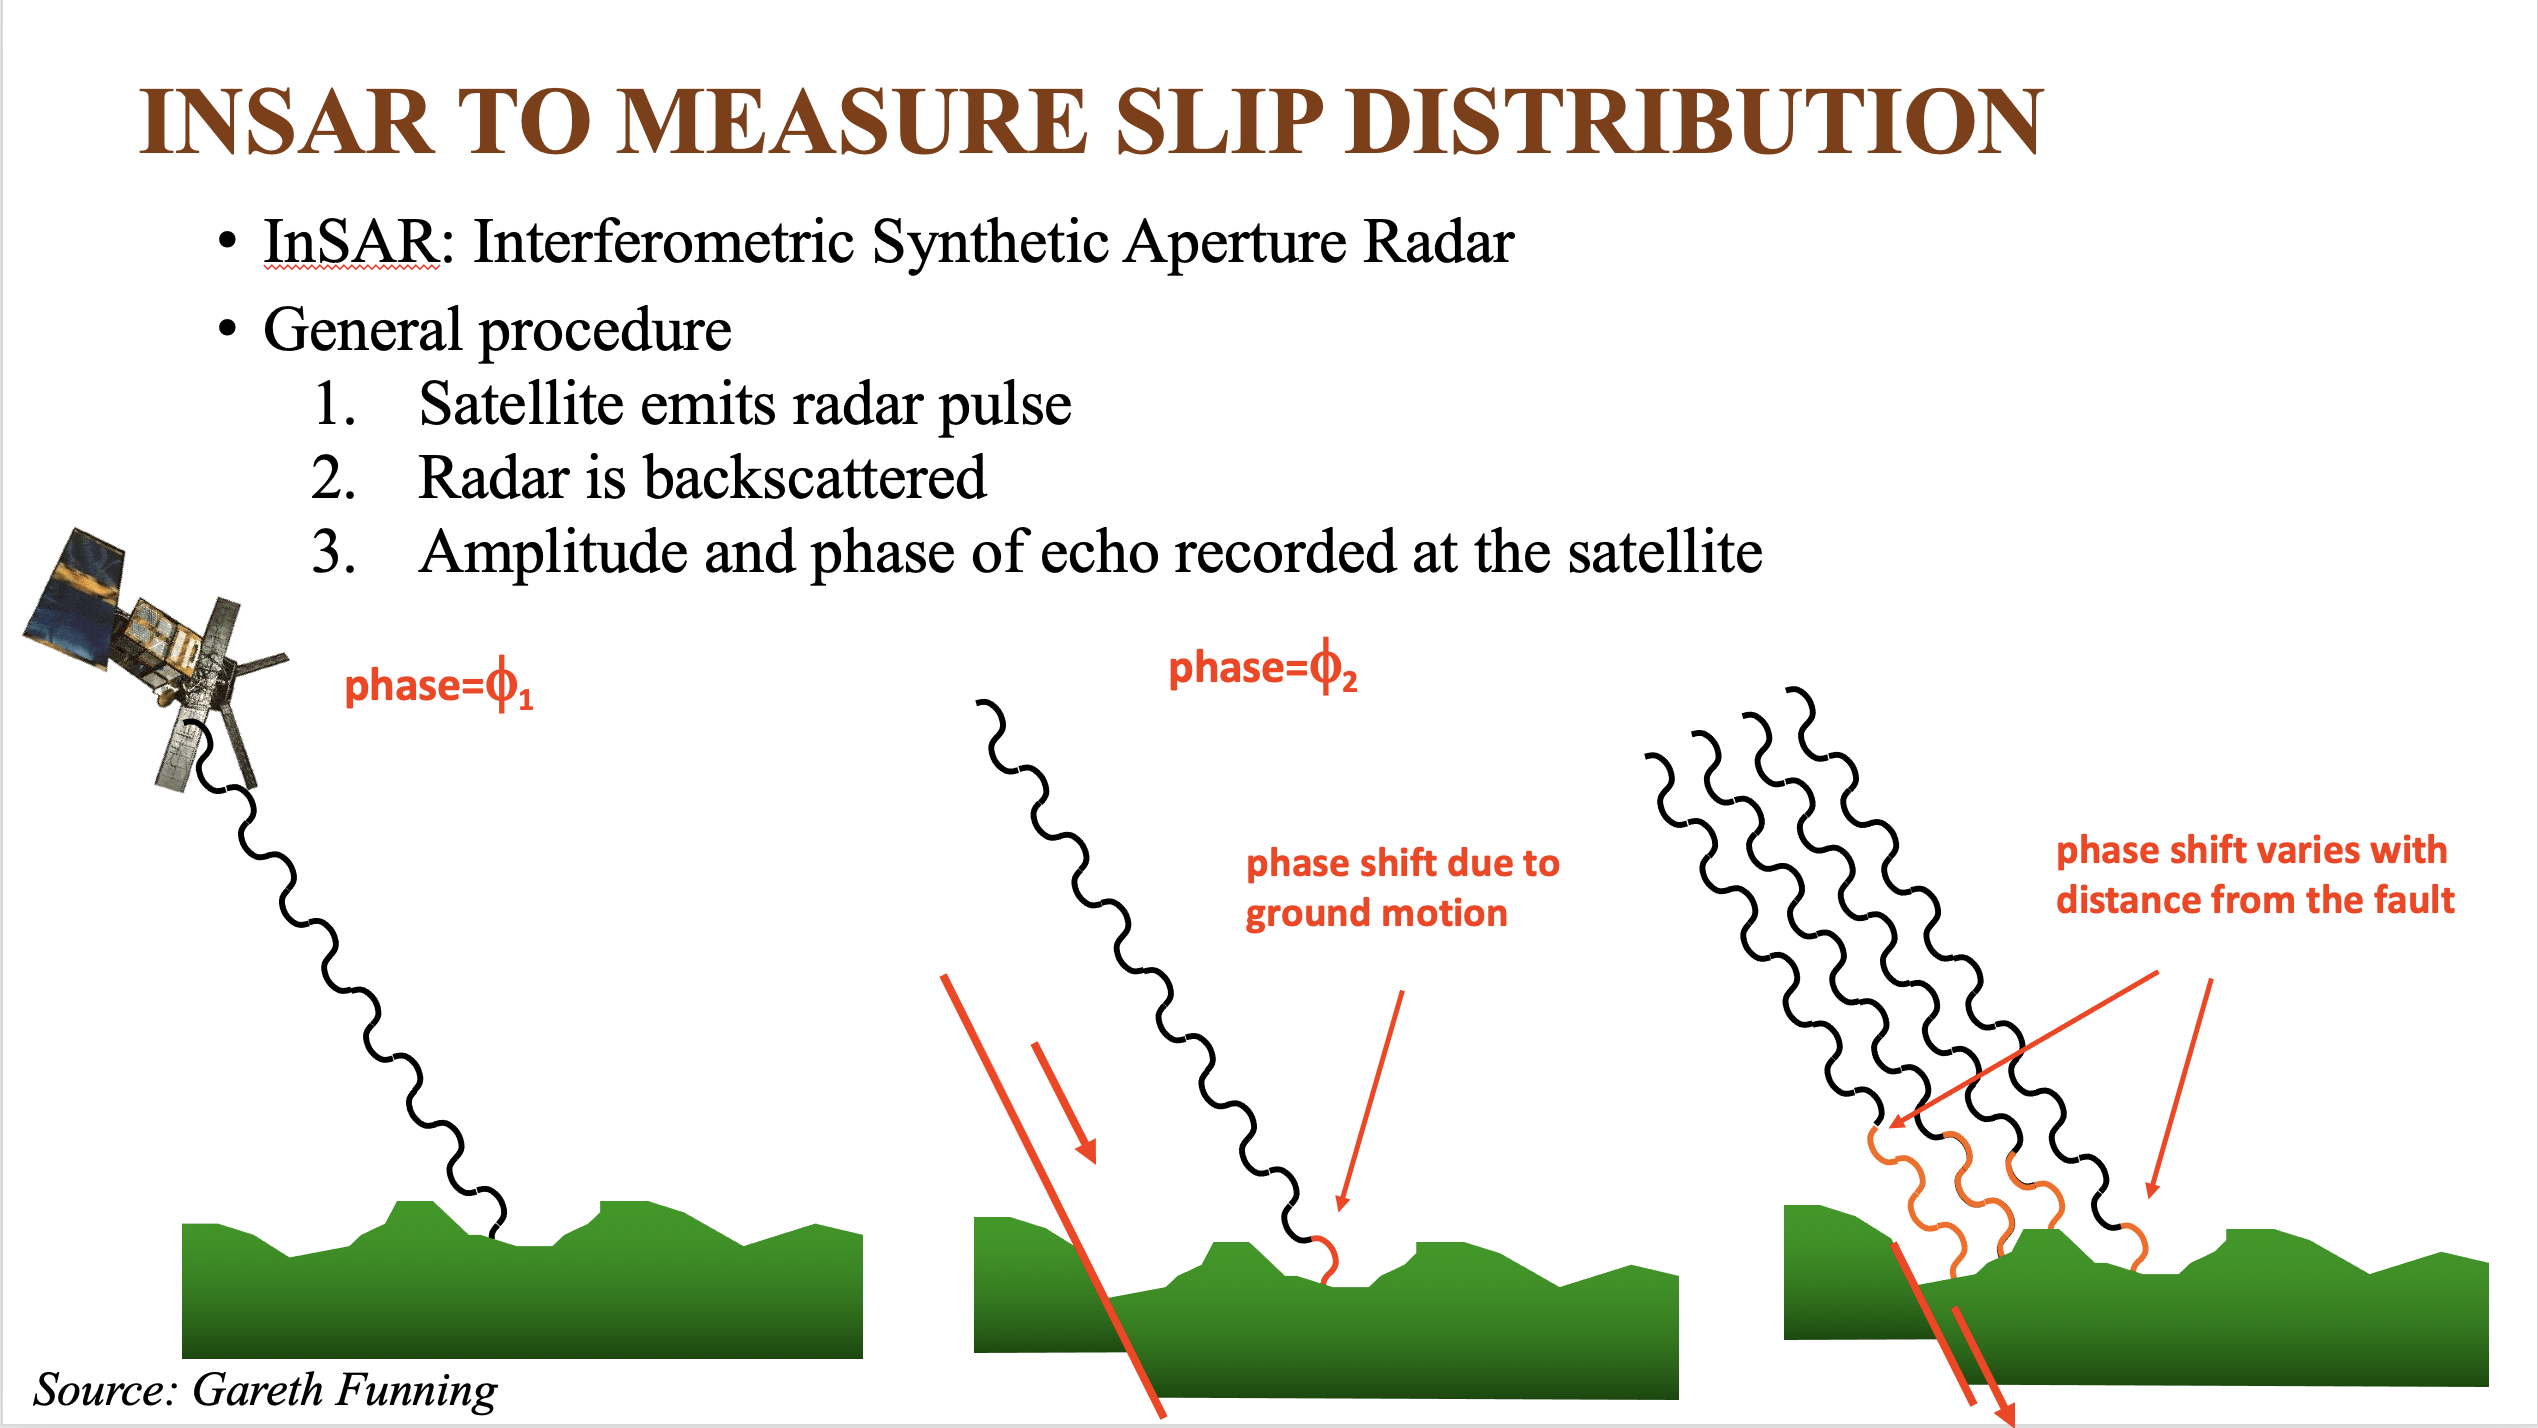 INSAR TO MEASURE SLIP DISTRIBUTION
• InSAR: Interferometric Synthetic Aperture Radar
• General procedure
1. Satellite emits radar pulse
2. Radar is backscattered
3. Amplitude and phase of echo recorded at the satellite
phase=ϕ₁
phase=ϕ₂
phase shift due to
ground motion
phase shift varies with
distance from the fault
Source: Gareth Funning